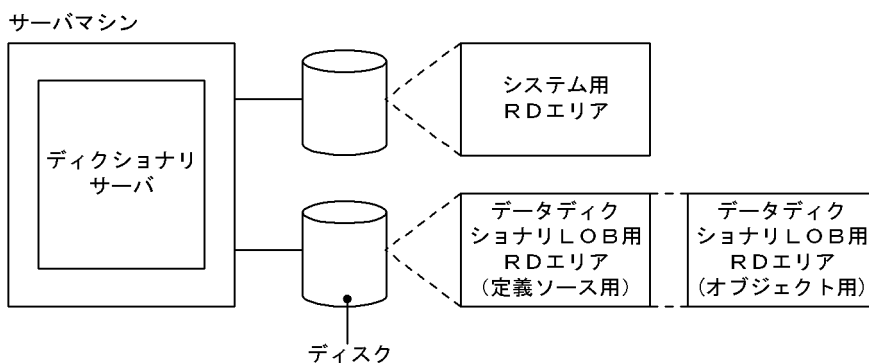 サーバマシン
システム用
RDエリア
ディクショナリ
サーバ
データディク
ショナリLOB用
RDエリア
(定義ソース用)
データディク
ショナリLOB用
RDエリア
(オブジェクト用)
ディスク